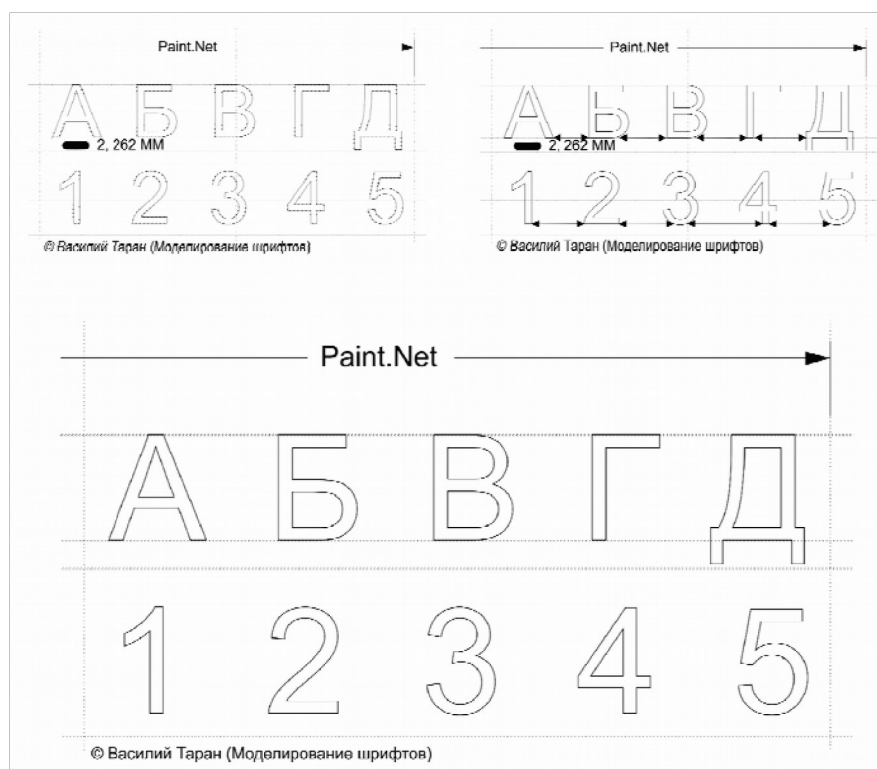 Paint.Net
А Б В Г Д
2, 262 ММ
1 2 3 4 5
© Василий Таран (Моделирование шрифтов)
Paint.Net
А Б В Г Д
2, 262 ММ
1 2 3 4 5
© Василий Таран (Моделирование шрифтов)
Paint.Net
А Б В Г Д
1 2 3 4 5
© Василий Таран (Моделирование шрифтов)